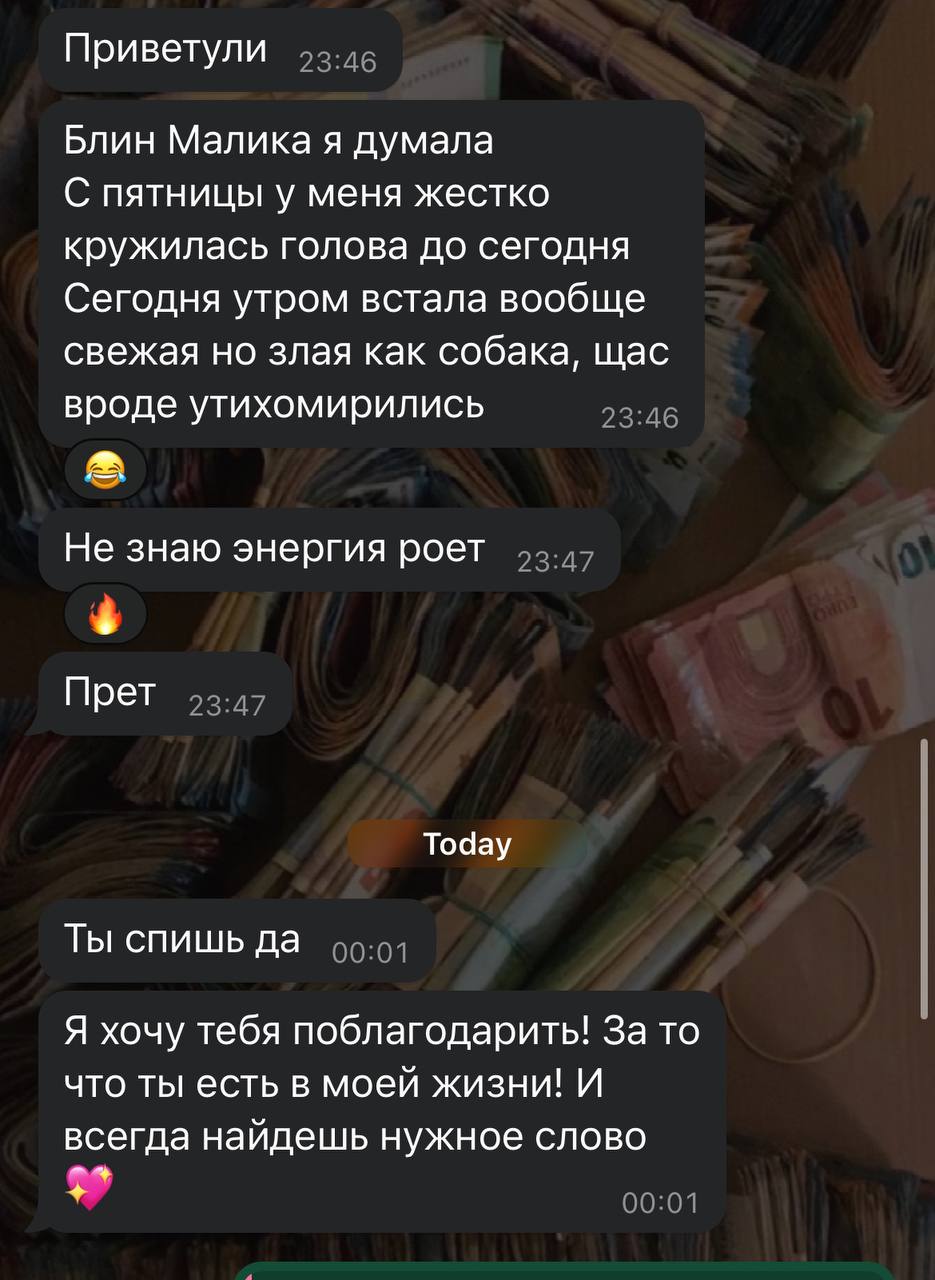 Приветули 23:46
Блин Малика я думала
С пятницы у меня жестко
кружилась голова до сегодня
Сегодня утром встала вообще
свежая но злая как собака, щас
вроде утихомирились 23:46
😂
Не знаю энергия роет 23:47
🔥
Прет 23:47
10
10
Today
Ты спишь да 00:01
Я хочу тебя поблагодарить! За то
что ты есть в моей жизни! И
всегда найдешь нужное слово
💖 00:01